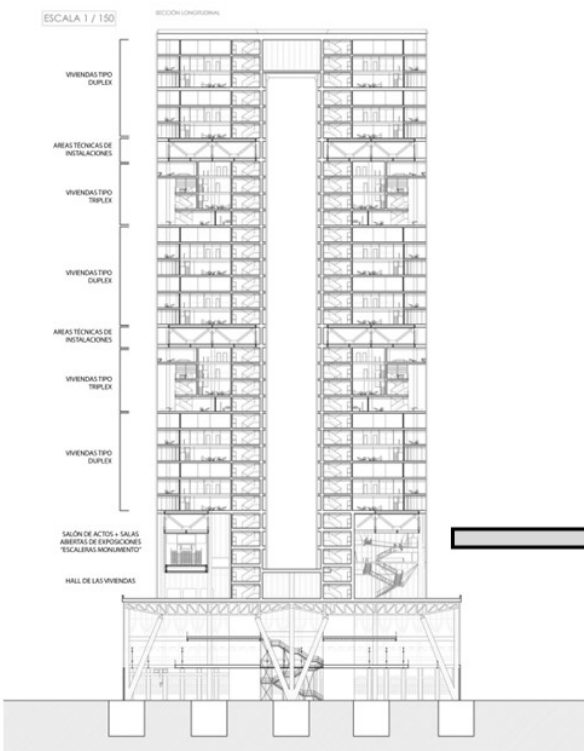 ESCALA 1 / 150
SECCIÓN LONGITUDINAL
VIVIENDAS TIPO
DUPLEX
AREAS TÉCNICAS DE
INSTALACIONES
VIVIENDAS TIPO
TRIPLEX
VIVIENDAS TIPO
DUPLEX
AREAS TÉCNICAS DE
INSTALACIONES
VIVIENDAS TIPO
TRIPLEX
VIVIENDAS TIPO
DUPLEX
SALÓN DE ACTOS + SALAS
ABIERTAS DE EXPOSICIONES
"ESCALERAS MONUMENTO"
HALL DE LAS VIVIENDAS